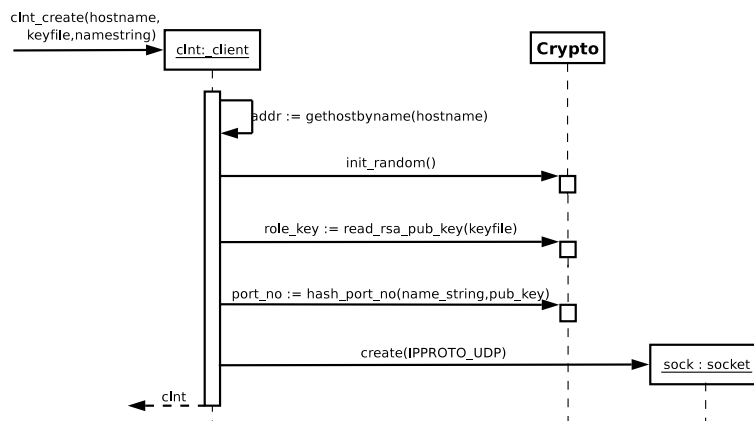 clnt_create(hostname,
keyfile,namestring)
clnt:_client
Crypto
addr := gethostbyname(hostname)
init_random()
role_key := read_rsa_pub_key(keyfile)
port_no := hash_port_no(name_string,pub_key)
create(IPPROTO_UDP)
sock : socket
clnt